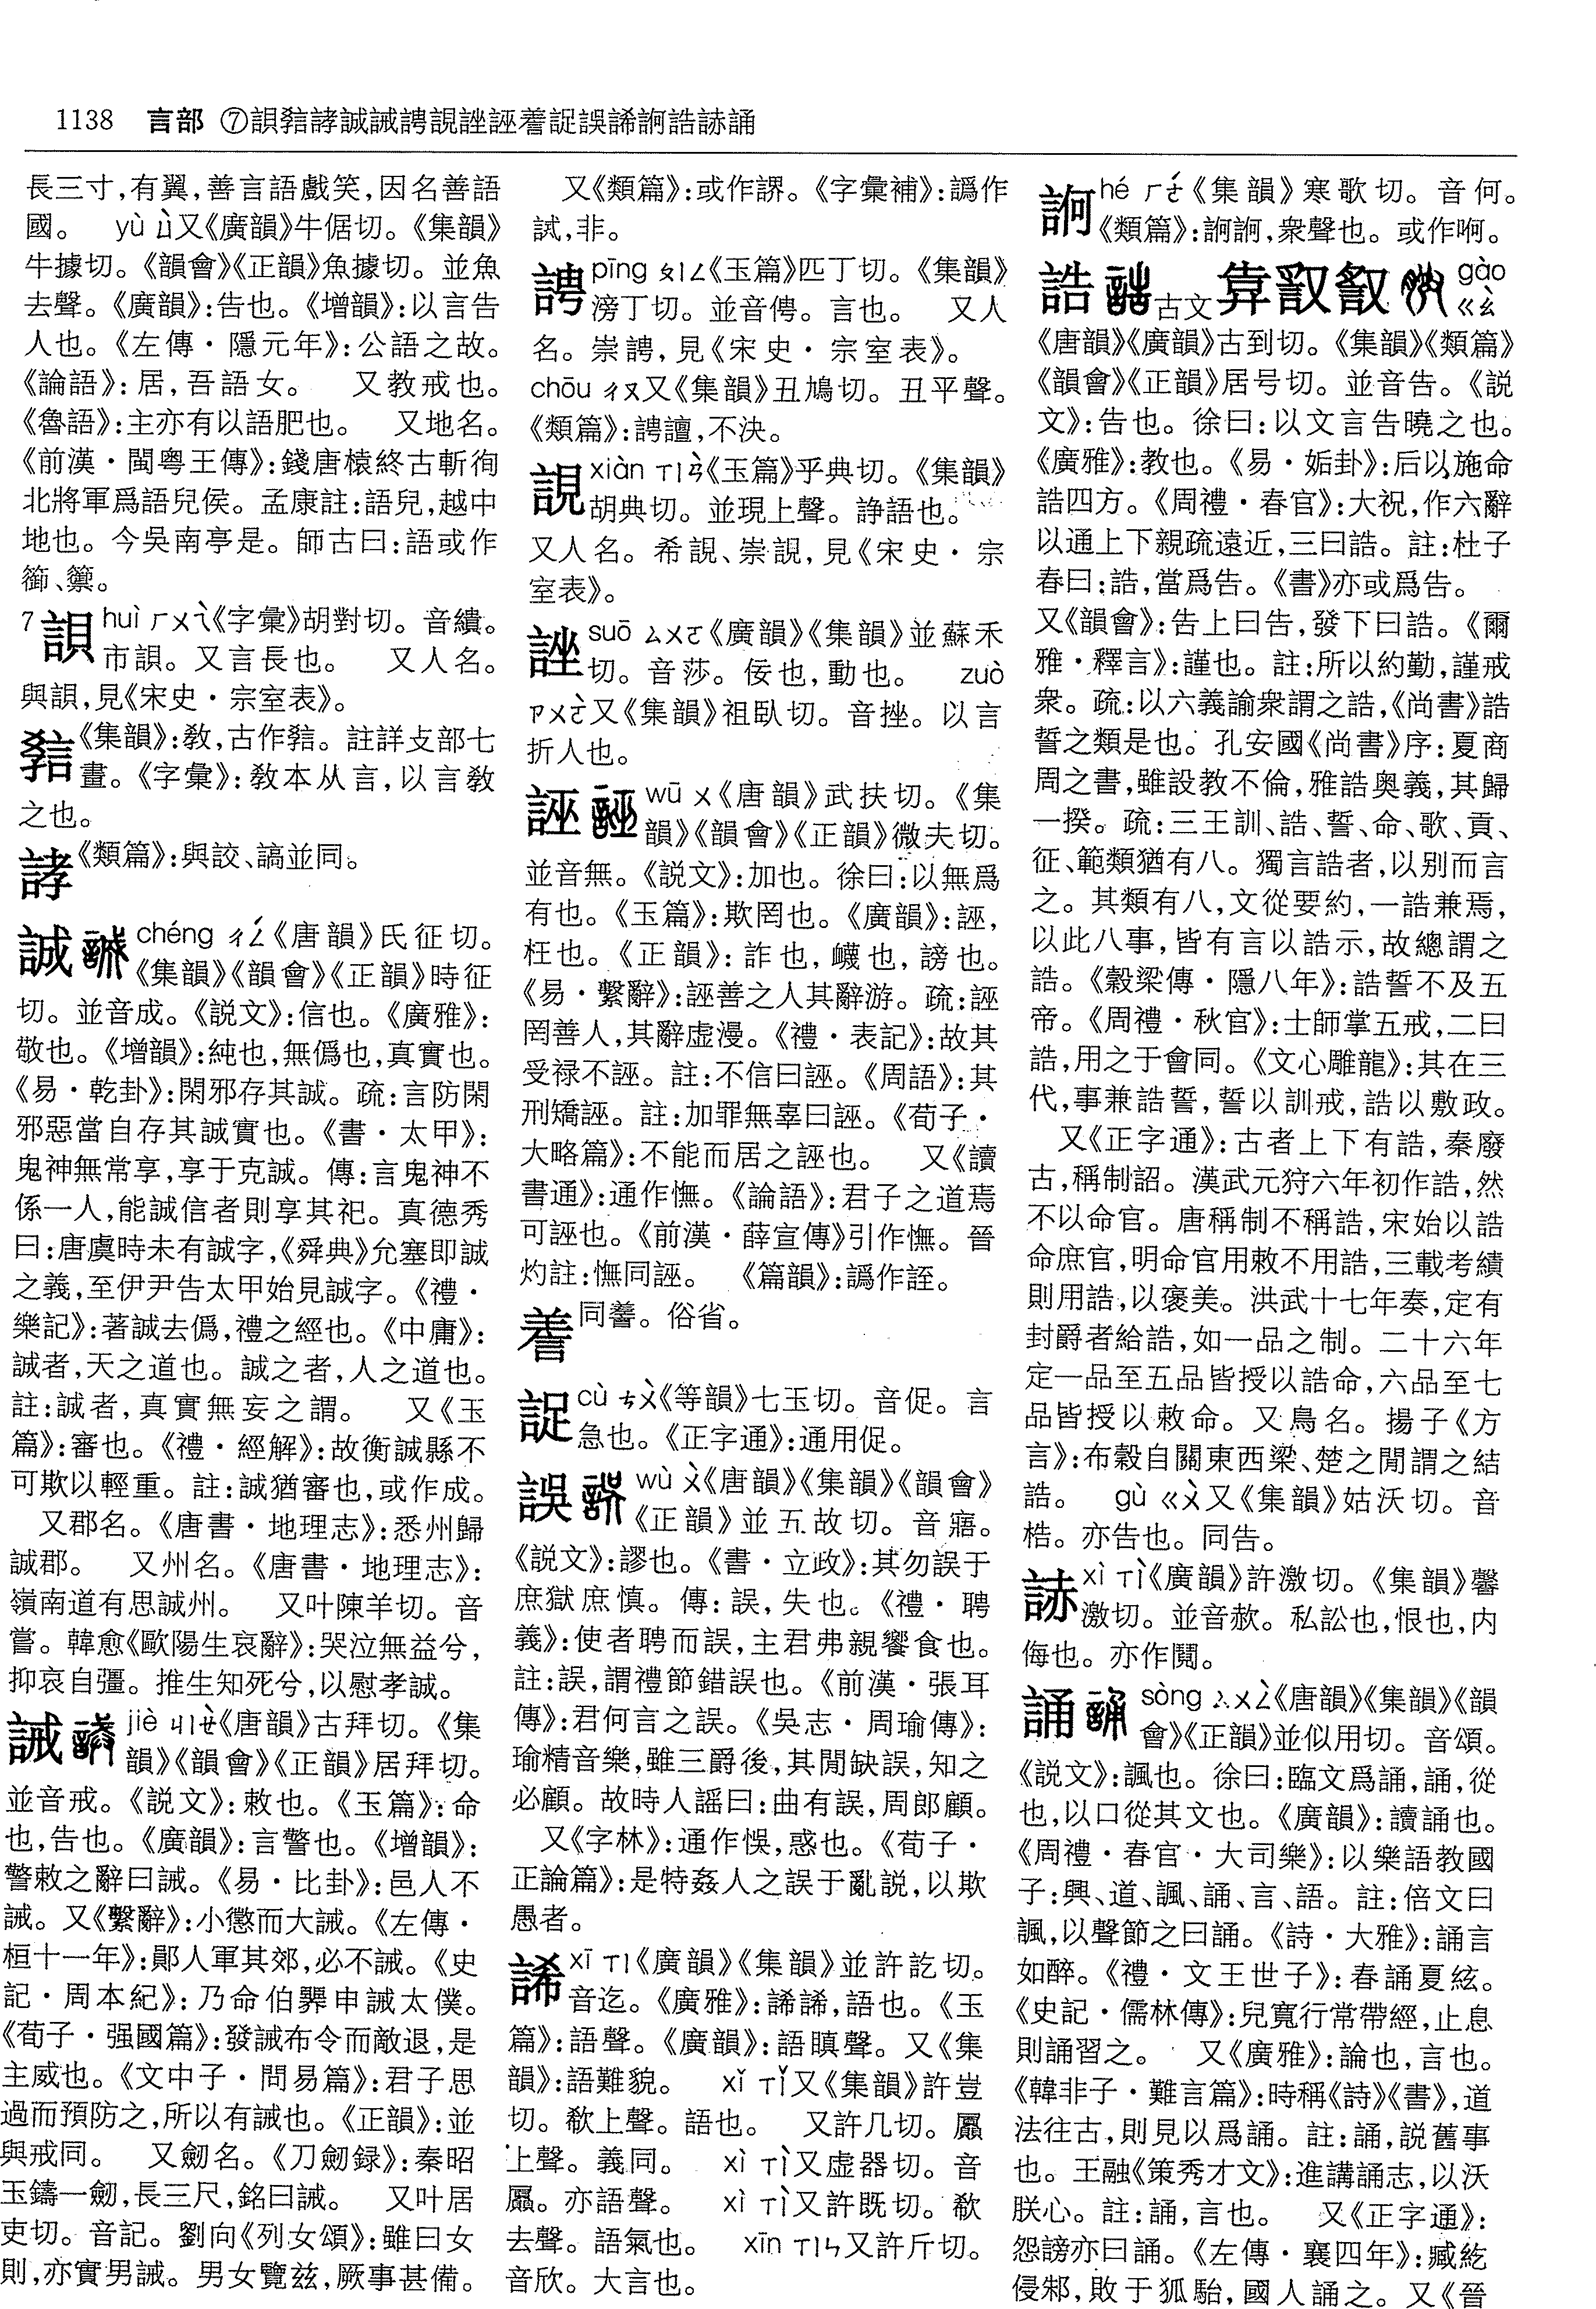 1138 言部 ⑦誢𧧿誟誠誡謘誢誜誣𧨅誔誤誵訶誥䛥誦
長三寸,有翼,善言語戲笑,因名善語
國。 yù ㄩˋ又《廣韻》牛倨切。《集韻》
牛據切。《韻會》《正韻》魚據切。並魚
去聲。《廣韻》:告也。《增韻》:以言告
人也。《左傳·隱元年》:公語之故。
《論語》:居,吾語女。 又教戒也。
《魯語》:主亦有以語肥也。 又地名。
《前漢·閩粵王傳》:錢唐榬終古斬徇
北將軍爲語兒侯。孟康註:語兒,越中
地也。今吳南亭是。師古曰:語或作
篽、籞。
7 huì ㄏㄨㄟˋ《字彙》胡對切。音繢。
市。又言長也。 又人名。
與,見《宋史·宗室表》。
《集韻》:教,古作。註詳攴部七
畫。《字彙》:教本从言,以言教
之也。
誟《類篇》:與詨、謞並同。
誠 chéng ㄔㄥˊ《唐韻》氏征切。
《集韻》《韻會》《正韻》時征
切。並音成。《説文》:信也。《廣雅》:
敬也。《增韻》:純也,無僞也,真實也。
《易·乾卦》:閑邪存其誠。疏:言防閑
邪惡當自存其誠實也。《書·太甲》:
鬼神無常享,享于克誠。傳:言鬼神不
係一人,能誠信者則享其祀。真德秀
曰:唐虞時未有誠字,《舜典》允塞即誠
之義,至伊尹告太甲始見誠字。《禮·
樂記》:著誠去僞,禮之經也。《中庸》:
誠者,天之道也。誠之者,人之道也。
註:誠者,真實無妄之謂。 又《玉
篇》:審也。《禮·經解》:故衡誠縣不
可欺以輕重。註:誠猶審也,或作成。
又郡名。《唐書·地理志》:悉州歸
誠郡。 又州名。《唐書·地理志》:
嶺南道有思誠州。 又叶陳羊切。音
嘗。韓愈《歐陽生哀辭》:哭泣無益兮,
抑哀自彊。推生知死兮,以慰孝誠。
誡 jiè ㄐㄧㄝˋ《唐韻》古拜切。《集
韻》《韻會》《正韻》居拜切。
並音戒。《説文》:敕也。《玉篇》:命
也,告也。《廣韻》:言警也。《增韻》:
警敕之辭曰誡。《易·比卦》:邑人不
誡。又《繫辭》:小懲而大誡。《左傳·
桓十一年》:鄖人軍其郊,必不誡。《史
記·周本紀》:乃命伯臩申誡太僕。
《荀子·强國篇》:發誡布令而敵退,是
主威也。《文中子·問易篇》:君子思
過而預防之,所以有誡也。《正韻》:並
與戒同。 又劒名。《刀劒録》:秦昭
玉鑄一劒,長三尺,銘曰誡。 又叶居
吏切。音記。劉向《列女頌》:雖曰女
則,亦實男誡。男女覽兹,厥事甚備。
又《類篇》:或作謬。《字彙補》:譌作
試,非。
 pīng ㄆㄧㄥ《玉篇》匹丁切。《集韻》
滂丁切。並音俜。言也。 又人
名。崇,見《宋史·宗室表》。
chōu ㄔㄡ又《集韻》丑鳩切。丑平聲。
《類篇》:譠,不決。
誢 xiàn ㄒㄧㄢˋ《玉篇》乎典切。《集韻》
胡典切。並現上聲。諍語也。
又人名。希誢、崇誢,見《宋史·宗
室表》。
誜 suō ㄙㄨㄛ《廣韻》《集韻》並蘇禾
切。音莎。佞也,動也。 zuò
ㄗㄨㄛˋ又《集韻》祖臥切。音挫。以言
折人也。
誣 wū ㄨ《唐韻》武扶切。《集
韻》《韻會》《正韻》微夫切。
並音無。《説文》:加也。徐曰:以無爲
有也。《玉篇》:欺罔也。《廣韻》:誣,
枉也。《正韻》:詐也,衊也,謗也。
《易·繫辭》:誣善之人其辭游。疏:誣
罔善人,其辭虚漫。《禮·表記》:故其
受禄不誣。註:不信曰誣。《周語》:其
刑矯誣。註:加罪無辜曰誣。《荀子·
大略篇》:不能而居之誣也。 又《讀
書通》:通作憮。《論語》:君子之道焉
可誣也。《前漢·薛宣傳》引作憮。晉
灼註:憮同誣。 《篇韻》:譌作誈。
同譱。俗省。
 cù ㄘㄨˋ《等韻》七玉切。音促。言
急也。《正字通》:通用促。
誤 wù ㄨˋ《唐韻》《集韻》《韻會》
《正韻》並五故切。音寤。
《説文》:謬也。《書·立政》:其勿誤于
庶獄庶慎。傳:誤,失也。《禮·聘
義》:使者聘而誤,主君弗親饗食也。
註:誤,謂禮節錯誤也。《前漢·張耳
傳》:君何言之誤。《吳志·周瑜傳》:
瑜精音樂,雖三爵後,其閒缺誤,知之
必顧。故時人謡曰:曲有誤,周郎顧。
又《字林》:通作悞,惑也。《荀子·
正論篇》:是特姦人之誤于亂説,以欺
愚者。
 xī ㄒㄧ《廣韻》《集韻》並許訖切。
音迄。《廣雅》:,語也。《玉
篇》:語聲。《廣韻》:語瞋聲。又《集
韻》:語難貌。 xǐ ㄒㄧˇ又《集韻》許豈
切。欷上聲。語也。 又許几切。屭
上聲。義同。 xì ㄒㄧˋ又虚器切。音
屭。亦語聲。 xì ㄒㄧˋ又許既切。欷
去聲。語氣也。 xīn ㄒㄧㄣ又許斤切。
音欣。大言也。
 hé ㄏㄜˊ《集韻》寒歌切。音何。
《類篇》:,衆聲也。或作啊。
誥 古文 gào
ㄍㄠˋ
《唐韻》《廣韻》古到切。《集韻》《類篇》
《韻會》《正韻》居号切。並音告。《説
文》:告也。徐曰:以文言告曉之也。
《廣雅》:教也。《易·姤卦》:后以施命
誥四方。《周禮·春官》:大祝,作六辭
以通上下親疏遠近,三曰誥。註:杜子
春曰:誥,當爲告。《書》亦或爲告。
又《韻會》:告上曰告,發下曰誥。《爾
雅·釋言》:謹也。註:所以約勤,謹戒
衆。疏:以六義諭衆謂之誥,《尚書》誥
誓之類是也。孔安國《尚書》序:夏商
周之書,雖設教不倫,雅誥奥義,其歸
一揆。疏:三王訓、誥、誓、命、歌、貢、
征、範類猶有八。獨言誥者,以别而言
之。其類有八,文從要約,一誥兼焉,
以此八事,皆有言以誥示,故總謂之
誥。《穀梁傳·隱八年》:誥誓不及五
帝。《周禮·秋官》:士師掌五戒,二曰
誥,用之于會同。《文心雕龍》:其在三
代,事兼誥誓,誓以訓戒,誥以敷政。
又《正字通》:古者上下有誥,秦廢
古,稱制詔。漢武元狩六年初作誥,然
不以命官。唐稱制不稱誥,宋始以誥
命庶官,明命官用敕不用誥,三載考績
則用誥,以褒美。洪武十七年奏,定有
封爵者給誥,如一品之制。二十六年
定一品至五品皆授以誥命,六品至七
品皆授以敕命。又鳥名。揚子《方
言》:布穀自關東西梁、楚之閒謂之結
誥。 gù ㄍㄨˋ又《集韻》姑沃切。音
梏。亦告也。同告。
 xì ㄒㄧˋ《廣韻》許激切。《集韻》馨
激切。並音赥。私訟也,恨也,内
侮也。亦作鬩。
誦 sòng ㄙㄨㄥˋ《唐韻》《集韻》《韻
會》《正韻》並似用切。音頌。
《説文》:諷也。徐曰:臨文爲誦,誦,從
也,以口從其文也。《廣韻》:讀誦也。
《周禮·春官·大司樂》:以樂語教國
子:興、道、諷、誦、言、語。註:倍文曰
諷,以聲節之曰誦。《詩·大雅》:誦言
如醉。《禮·文王世子》:春誦夏絃。
《史記·儒林傳》:兒寬行常帶經,止息
則誦習之。 又《廣雅》:論也,言也。
《韓非子·難言篇》:時稱《詩》《書》,道
法往古,則見以爲誦。註:誦,説舊事
也。王融《策秀才文》:進講誦志,以沃
朕心。註:誦,言也。 又《正字通》:
怨謗亦曰誦。《左傳·襄四年》:臧紇
侵邾,敗于狐駘,國人誦之。又《晉